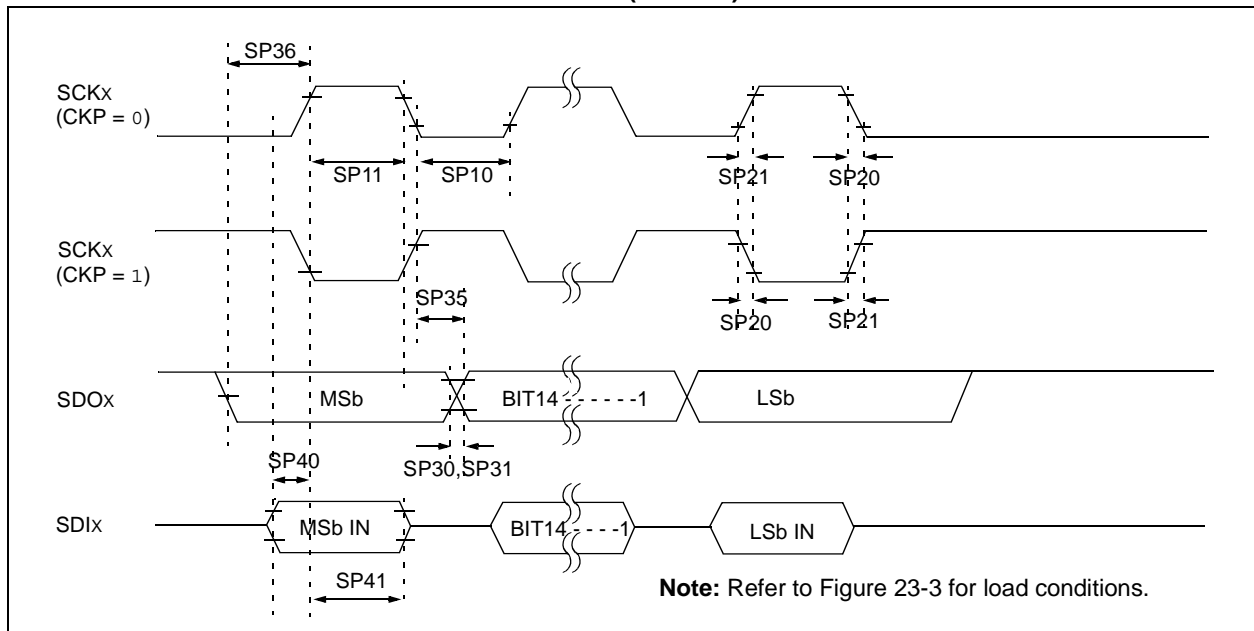 SP36
SCKX
(CKP = 0)
SP11
SP10
SP21
SP20
SCKX
(CKP = 1)
SP35
SP20
SP21
SDOX
MSb
BIT14 - - - - - -1
LSb
SP40
SP30,SP31
SDIX
MSb IN
BIT14 - - - - -1
LSb IN
SP41
Note: Refer to Figure 23-3 for load conditions.